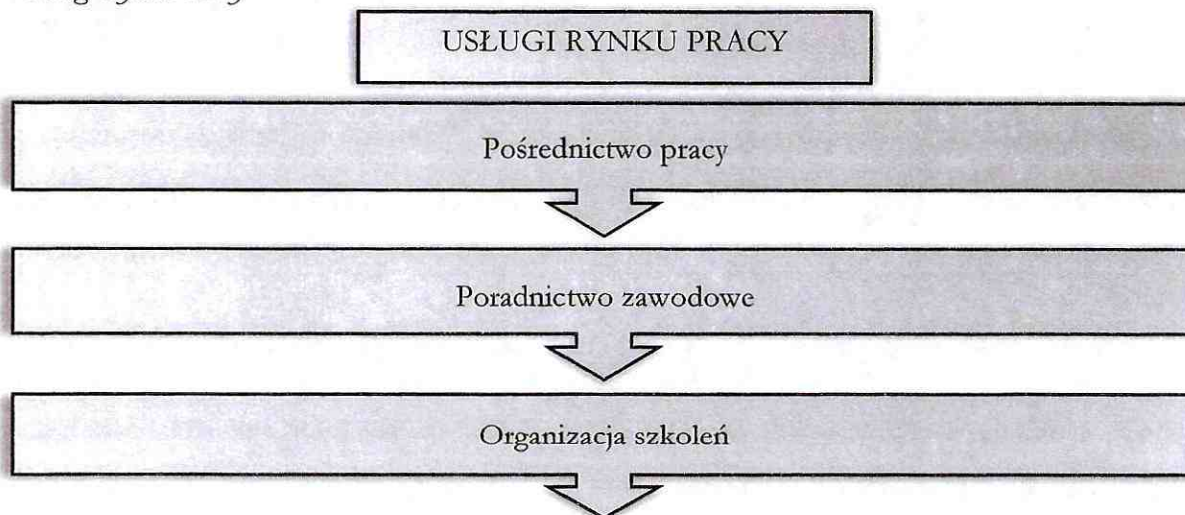 USŁUGI RYNKU PRACY
Pośrednictwo pracy
Poradnictwo zawodowe
Organizacja szkoleń